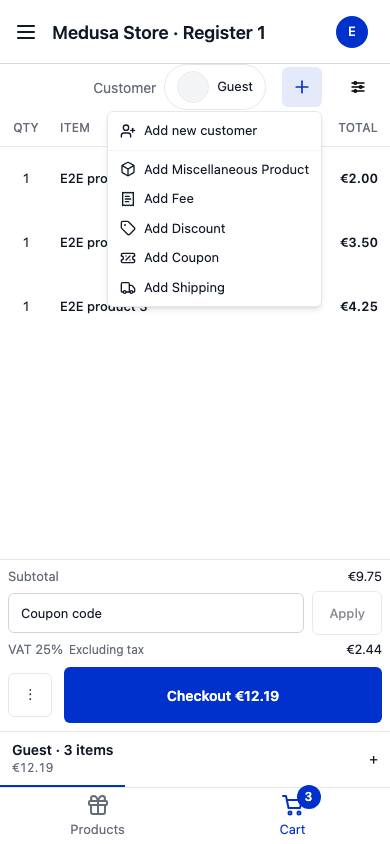 Medusa Store · Register 1
E
Customer
Guest
QTY
ITEM
TOTAL
Add new customer
Add Miscellaneous Product
Add Fee
Add Discount
Add Coupon
Add Shipping
1
E2E pro
€2.00
1
E2E pro
€3.50
1
E2E product 3
€4.25
Subtotal
€9.75
Coupon code
Apply
VAT 25% Excluding tax
€2.44
Checkout €12.19
Guest · 3 items
€12.19
+
Products
3
Cart